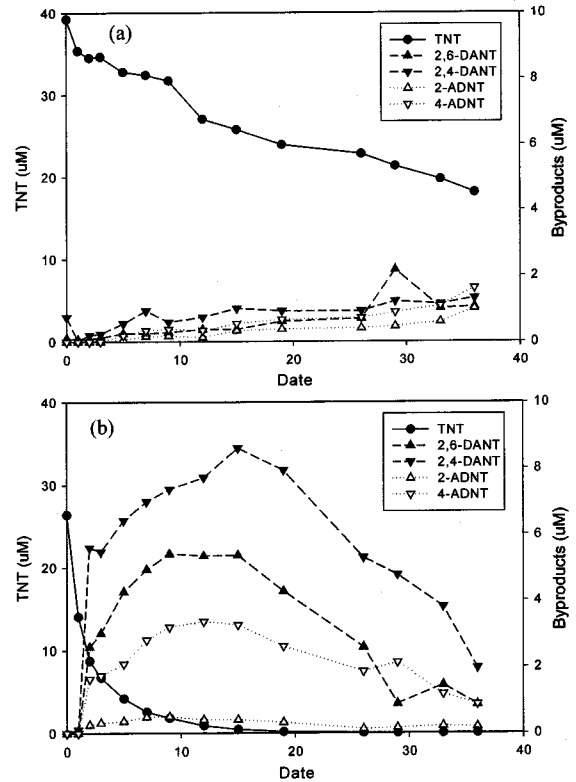 (a)
TNT
2,6-DANT
2,4-DANT
2-ADNT
4-ADNT
TNT (uM)
40
30
20
10
0
Byproducts (uM)
10
8
6
4
2
0
0
10
20
30
40
Date
(b)
TNT
2,6-DANT
2,4-DANT
2-ADNT
4-ADNT
TNT (uM)
40
30
20
10
0
Byproducts (uM)
10
8
6
4
2
0
0
10
20
30
40
Date